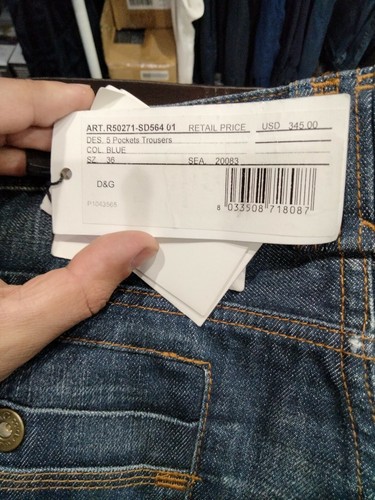 ART.R50271-SD564 01 RETAIL PRICE USD 345.00
DES. 5 Pockets Trousers
COL. BLUE
SZ. 36 SEA. 20083
D&G
8 033908 718087